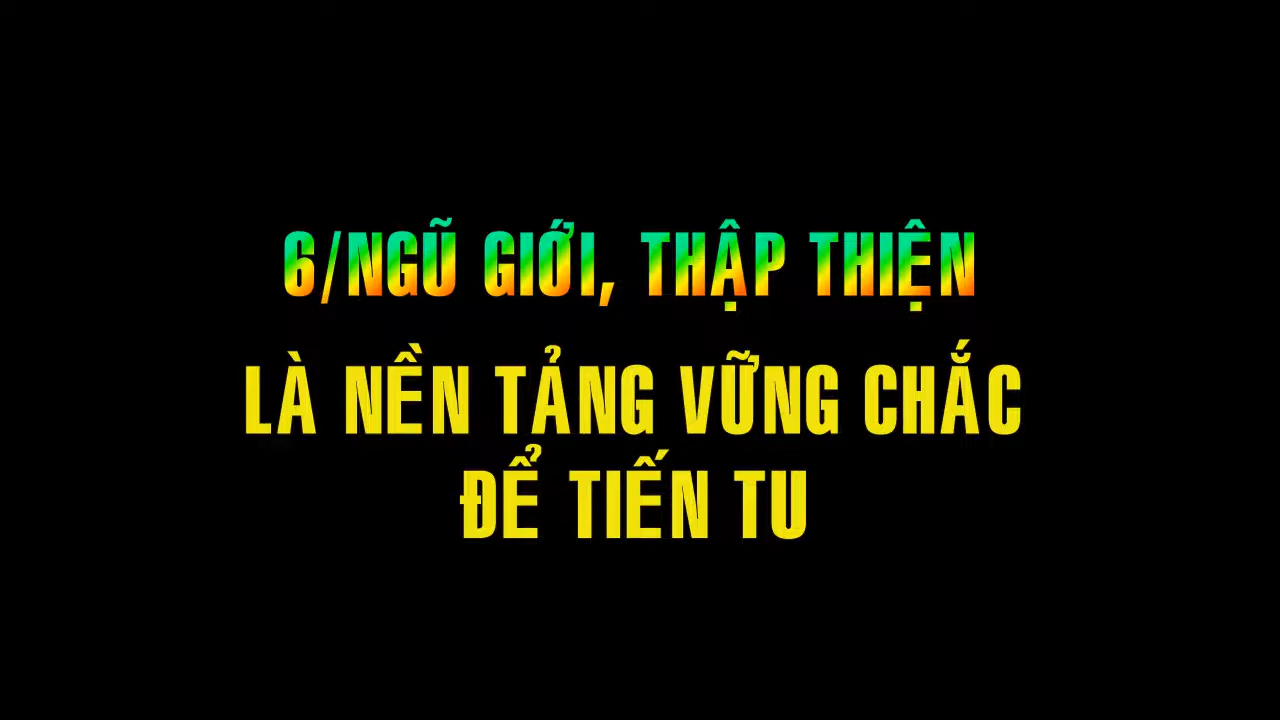 6/NGŨ GIỚI, THẬP THIỆN
LÀ NỀN TẢNG VỮNG CHẮC
ĐỂ TIẾN TU